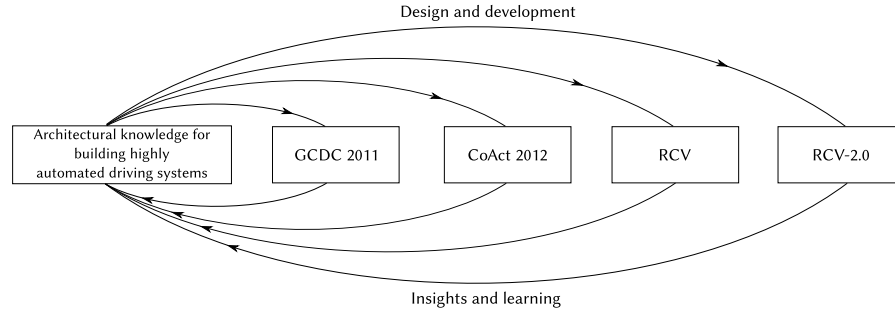 Design and development
Architectural knowledge for
building highly
automated driving systems
GCDC 2011
CoAct 2012
RCV
RCV-2.0
Insights and learning